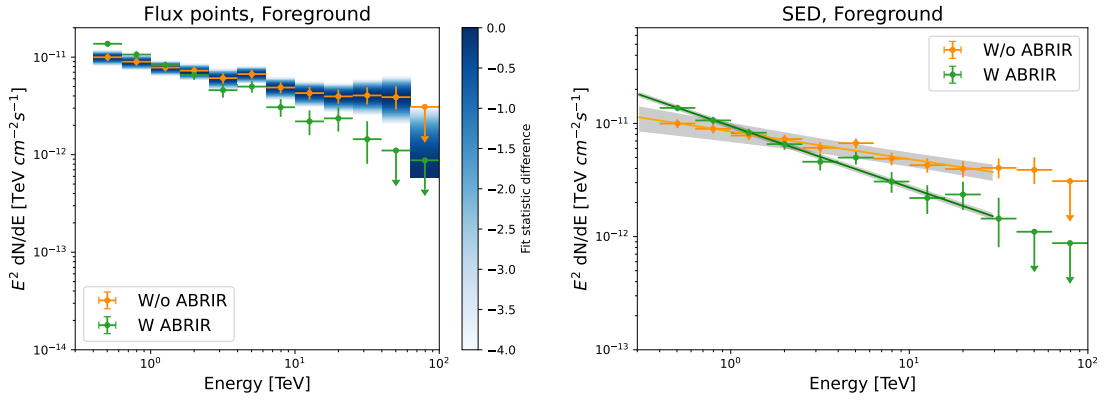 Flux points, Foreground
E² dN/dE [TeV cm⁻²s⁻¹]
10⁻¹¹
10⁻¹²
10⁻¹³
10⁻¹⁴
W/o ABRIR
W ABRIR
10⁰
10¹
10²
Energy [TeV]
0.0
−0.5
−1.0
−1.5
−2.0
−2.5
−3.0
−3.5
−4.0
Fit statistic difference
SED, Foreground
E² dN/dE [TeV cm⁻²s⁻¹]
10⁻¹¹
10⁻¹²
10⁻¹³
W/o ABRIR
W ABRIR
10⁰
10¹
10²
Energy [TeV]